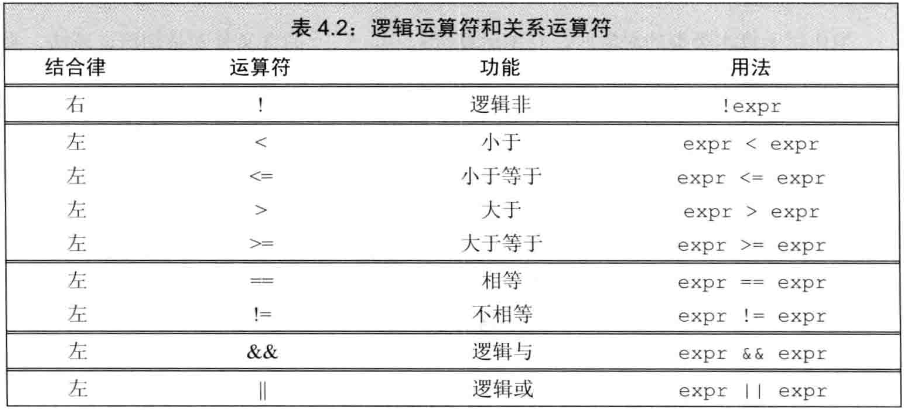 表 4.2：逻辑运算符和关系运算符
结合律 运算符 功能 用法
右 ! 逻辑非 !expr
左 < 小于 expr < expr
左 <= 小于等于 expr <= expr
左 > 大于 expr > expr
左 >= 大于等于 expr >= expr
左 == 相等 expr == expr
左 != 不相等 expr != expr
左 && 逻辑与 expr && expr
左 || 逻辑或 expr || expr